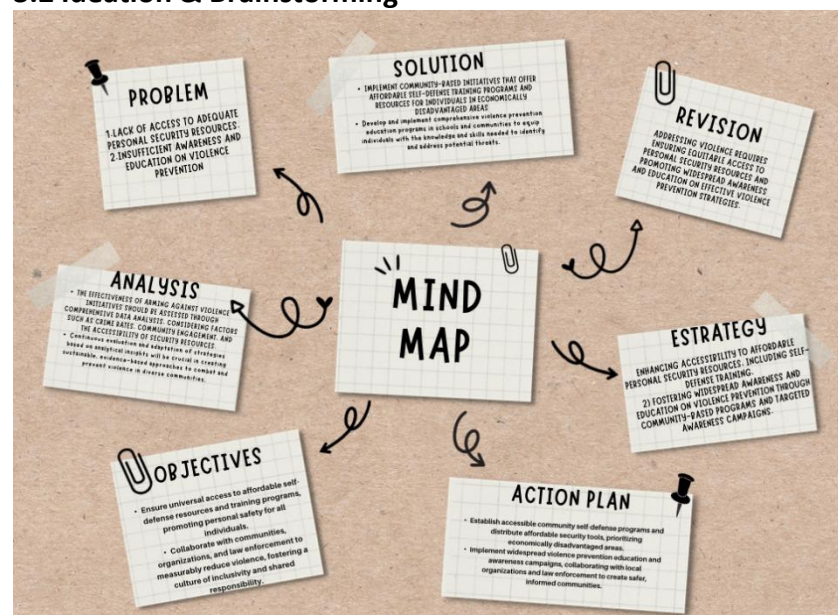 3.2 Ideation & Brainstorming
PROBLEM
1.LACK OF ACCESS TO ADEQUATE
PERSONAL SECURITY RESOURCES.
2.INSUFFICIENT AWARENESS AND
EDUCATION ON VIOLENCE
PREVENTION
SOLUTION
• IMPLEMENT COMMUNITY-BASED INITIATIVES THAT OFFER
AFFORDABLE SELF-DEFENSE TRAINING PROGRAMS AND
RESOURCES FOR INDIVIDUALS IN ECONOMICALLY
DISADVANTAGED AREAS
• Develop and implement comprehensive violence prevention
education programs in schools and communities to equip
individuals with the knowledge and skills needed to identify
and address potential threats.
REVISION
ADDRESSING VIOLENCE REQUIRES
ENSURING EQUITABLE ACCESS TO
PERSONAL SECURITY RESOURCES AND
PROMOTING WIDESPREAD AWARENESS
AND EDUCATION ON EFFECTIVE VIOLENCE
PREVENTION STRATEGIES.
ANALYSIS
• THE EFFECTIVENESS OF ARMING AGAINST VIOLENCE
INITIATIVES SHOULD BE ASSESSED THROUGH
COMPREHENSIVE DATA ANALYSIS, CONSIDERING FACTORS
SUCH AS CRIME RATES, COMMUNITY ENGAGEMENT, AND
THE ACCESSIBILITY OF SECURITY RESOURCES.
• Continuous evaluation and adaptation of strategies
based on analytical insights will be crucial in creating
sustainable, evidence-based approaches to combat and
prevent violence in diverse communities.
MIND
MAP
ESTRATEGY
ENHANCING ACCESSIBILITY TO AFFORDABLE
PERSONAL SECURITY RESOURCES, INCLUDING SELF-
DEFENSE TRAINING.
2) FOSTERING WIDESPREAD AWARENESS AND
EDUCATION ON VIOLENCE PREVENTION THROUGH
COMMUNITY-BASED PROGRAMS AND TARGETED
AWARENESS CAMPAIGNS.
OBJECTIVES
• Ensure universal access to affordable self-
defense resources and training programs,
promoting personal safety for all
individuals.
• Collaborate with communities,
organizations, and law enforcement to
measurably reduce violence, fostering a
culture of inclusivity and shared
responsibility.
ACTION PLAN
• Establish accessible community self-defense programs and
distribute affordable security tools, prioritizing
economically disadvantaged areas.
• Implement widespread violence prevention education and
awareness campaigns, collaborating with local
organizations and law enforcement to create safer,
informed communities.